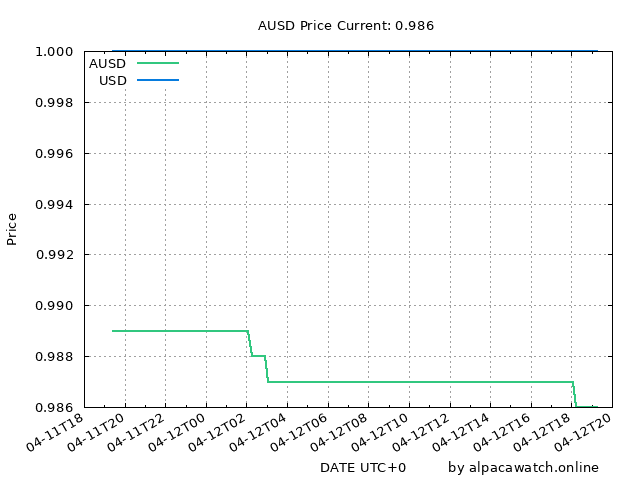 AUSD Price Current: 0.986
1.000
AUSD
USD
0.998
0.996
0.994
Price
0.992
0.990
0.988
0.986
04-11T18 04-11T20 04-11T22 04-12T00 04-12T02 04-12T04 04-12T06 04-12T08 04-12T10 04-12T12 04-12T14 04-12T16 04-12T18 04-12T20
DATE UTC+0 by alpacawatch.online